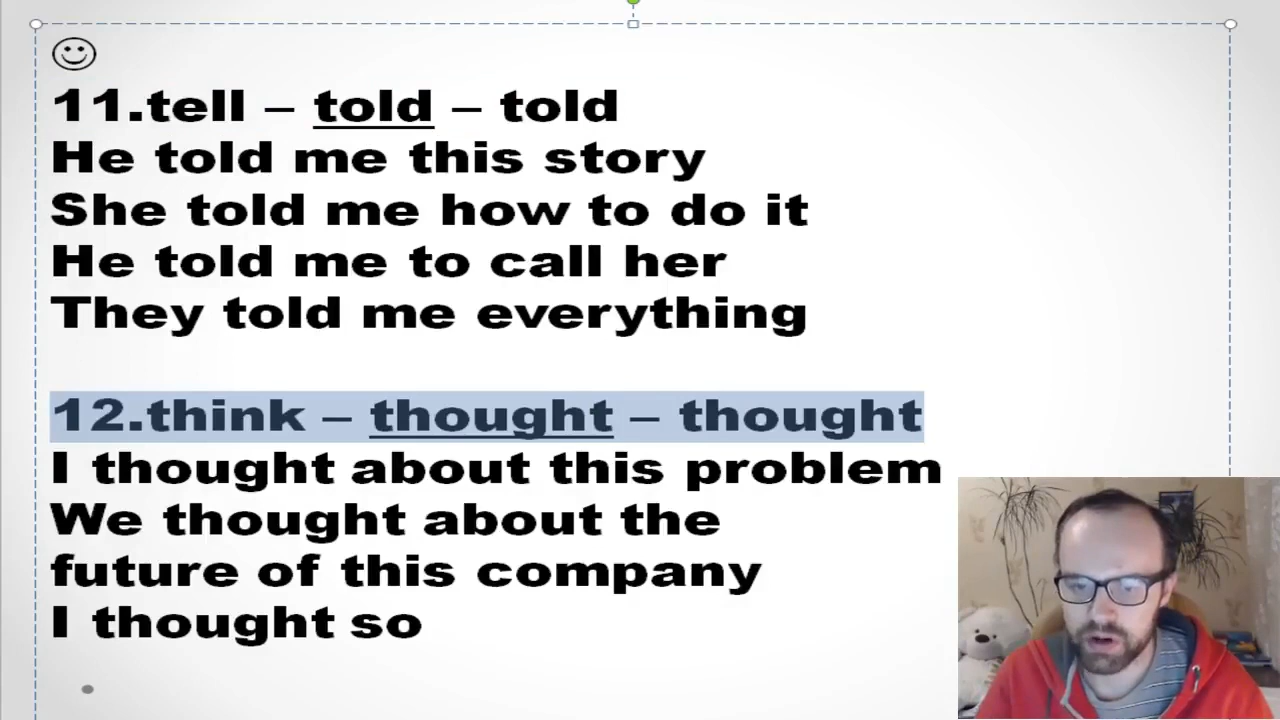 11.tell – told – told
He told me this story
She told me how to do it
He told me to call her
They told me everything
12.think – thought – thought
I thought about this problem
We thought about the
future of this company
I thought so